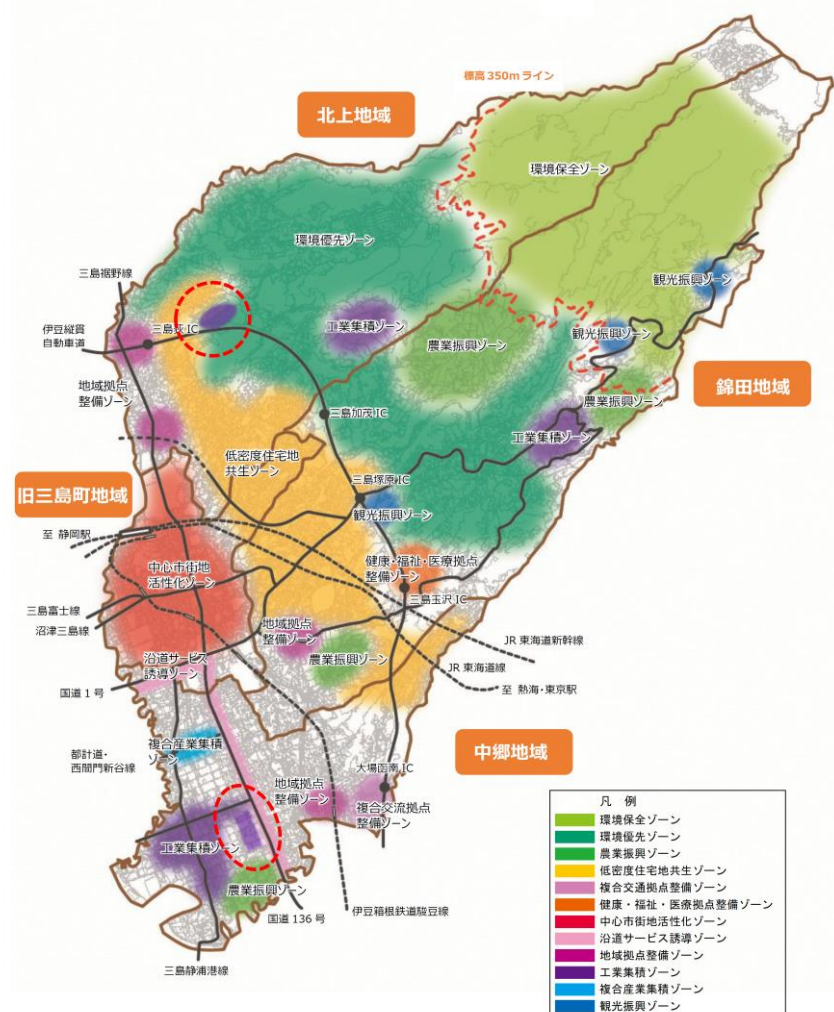 標高350mライン
北上地域
環境保全ゾーン
環境優先ゾーン
三島裾野線
観光振興ゾーン
三島萩IC
伊豆縦貫
自動車道
工業集積ゾーン
観光振興ゾーン
農業振興ゾーン
錦田地域
地域拠点
整備ゾーン
農業振興ゾーン
三島加茂IC
工業集積ゾーン
低密度住宅地
共生ゾーン
三島塚原IC
旧三島町地域
観光振興ゾーン
至 静岡駅
健康・福祉・医療拠点
整備ゾーン
中心市街地
活性化ゾーン
三島玉沢IC
三島富士線
沼津三島線
地域拠点
整備ゾーン
JR東海道新幹線
農業振興ゾーン
沿道サービス
誘導ゾーン
JR東海道線
国道1号
至 熱海・東京駅
複合産業集積
ゾーン
中郷地域
都計道・
西間門新谷線
大場函南IC
地域拠点
整備ゾーン
複合交流拠点
整備ゾーン
工業集積ゾーン
農業振興ゾーン
国道136号
伊豆箱根鉄道駿豆線
三島静浦港線
凡 例
環境保全ゾーン
環境優先ゾーン
農業振興ゾーン
低密度住宅地共生ゾーン
複合交通拠点整備ゾーン
健康・福祉・医療拠点整備ゾーン
中心市街地活性化ゾーン
沿道サービス誘導ゾーン
地域拠点整備ゾーン
工業集積ゾーン
複合産業集積ゾーン
観光振興ゾーン